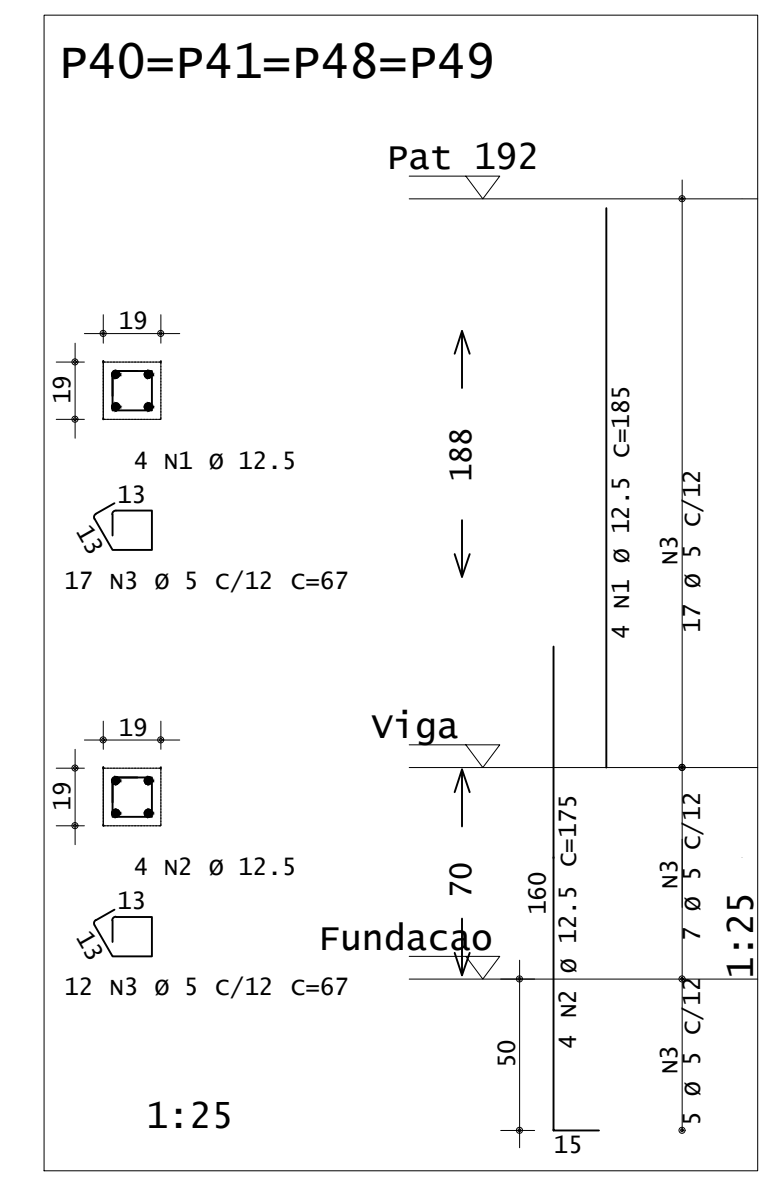 P40=P41=P48=P49
Pat 192
19
19
4 N1 Ø 12.5
13
13
17 N3 Ø 5 C/12 C=67
188
4 N1 Ø 12.5 C=185
N3
17 Ø 5 C/12
Viga
19
19
4 N2 Ø 12.5
13
13
12 N3 Ø 5 C/12 C=67
70
Fundacao
160
4 N2 Ø 12.5 C=175
N3
7 Ø 5 C/12
1:25
50
N3
5 Ø 5 C/12
15
1:25